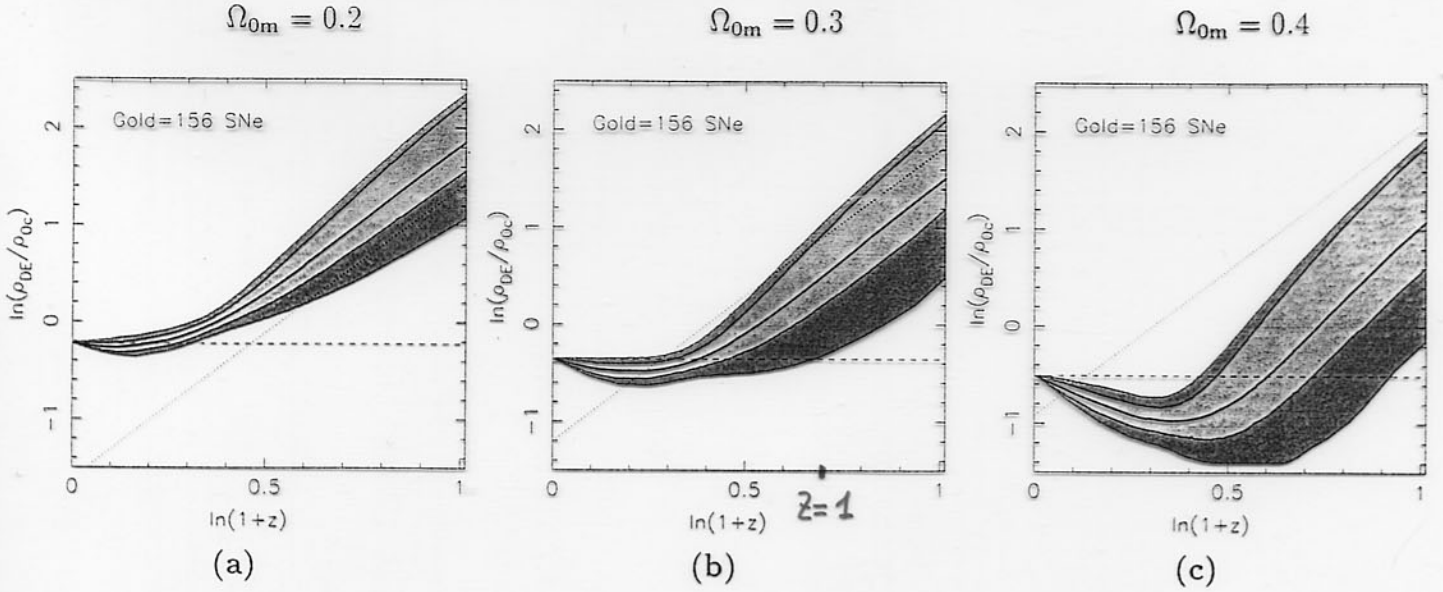 Ω0m = 0.2
Ω0m = 0.3
Ω0m = 0.4
Gold=156 SNe
ln(ρDE/ρ0c)
2
1
0
−1
0
0.5
1
ln(1+z)
(a)
Gold=156 SNe
ln(ρDE/ρ0c)
2
1
0
−1
0
0.5
1
ln(1+z)
z=1
(b)
Gold=156 SNe
ln(ρDE/ρ0c)
2
1
0
−1
0
0.5
1
ln(1+z)
(c)